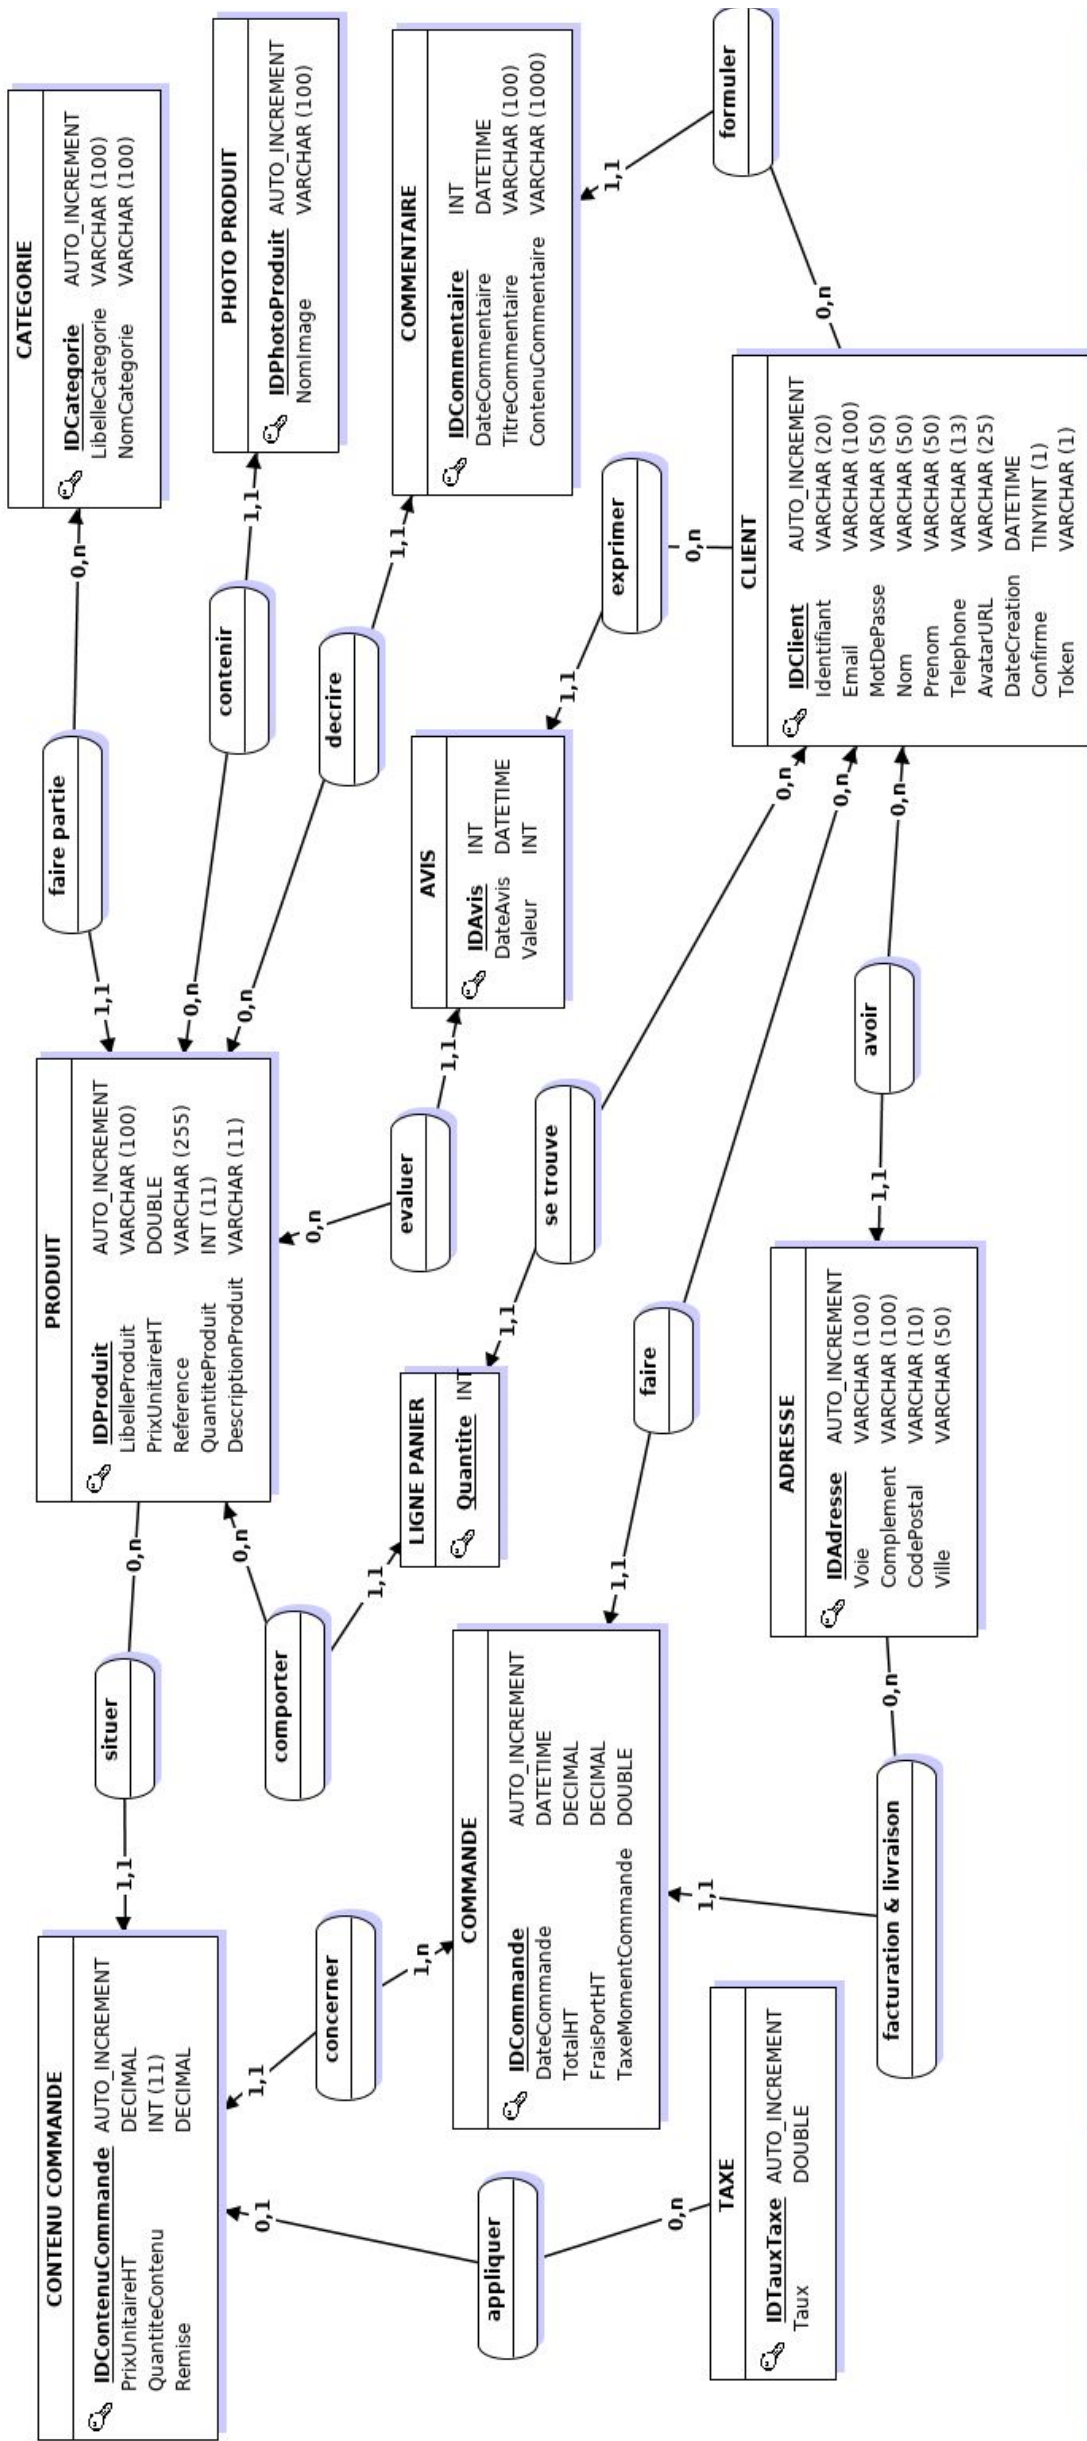 CONTENU COMMANDE
IDContenuCommande AUTO_INCREMENT
PrixUnitaireHT DECIMAL
QuantiteContenu INT (11)
Remise DECIMAL
1,1
situer
0,n
PRODUIT
IDProduit AUTO_INCREMENT
LibelleProduit VARCHAR (100)
PrixUnitaireHT DOUBLE
Reference VARCHAR (255)
QuantiteProduit INT (11)
DescriptionProduit VARCHAR (11)
1,1
faire partie
0,n
CATEGORIE
IDCategorie AUTO_INCREMENT
LibelleCategorie VARCHAR (100)
NomCategorie VARCHAR (100)
0,n
contenir
1,1
PHOTO PRODUIT
IDPhotoProduit AUTO_INCREMENT
NomImage VARCHAR (100)
0,n
decrire
1,1
COMMENTAIRE
IDCommentaire INT
DateCommentaire DATETIME
TitreCommentaire VARCHAR (100)
ContenuCommentaire VARCHAR (1000)
1,1
formuler
0,n
0,1
appliquer
0,n
TAXE
IDTauxTaxe AUTO_INCREMENT
Taux DOUBLE
1,1
concerner
1,n
COMMANDE
IDCommande AUTO_INCREMENT
DateCommande DATETIME
TotalHT DECIMAL
FraisPortHT DECIMAL
TaxeMomentCommande DOUBLE
0,n
comporter
1,1
LIGNE PANIER
Quantite INT
1,1
se trouve
0,n
0,n
evaluer
1,1
AVIS
IDAvis INT
DateAvis DATETIME
Valeur INT
1,1
exprimer
0,n
1,1
faire
0,n
1,1
facturation & livraison
0,n
ADRESSE
IDAdresse AUTO_INCREMENT
Voie VARCHAR (100)
Complement VARCHAR (100)
CodePostal VARCHAR (10)
Ville VARCHAR (50)
1,1
avoir
0,n
CLIENT
IDClient AUTO_INCREMENT
Identifiant VARCHAR (20)
Email VARCHAR (100)
MotDePasse VARCHAR (50)
Nom VARCHAR (50)
Prenom VARCHAR (50)
Telephone VARCHAR (13)
AvatarURL VARCHAR (25)
DateCreation DATETIME
Confirme TINYINT (1)
Token VARCHAR (1)